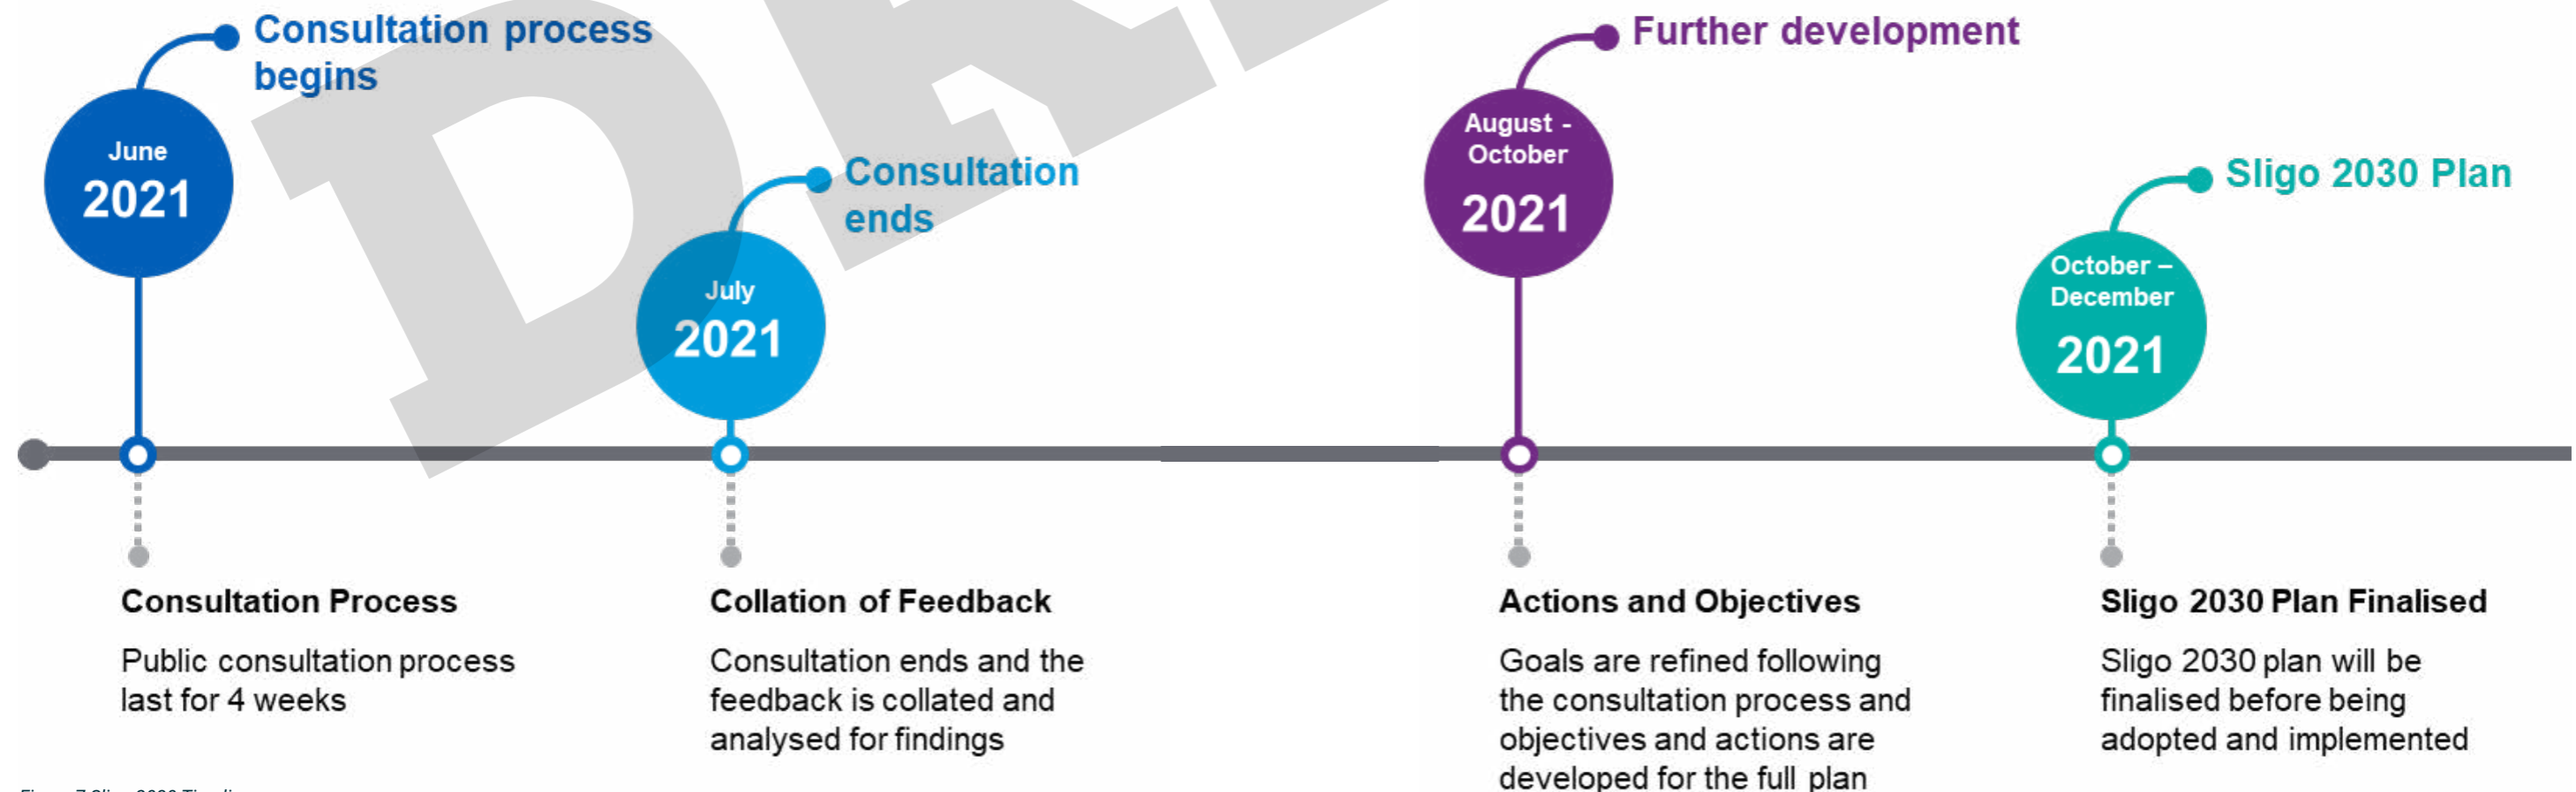 Consultation process
begins
June
2021
Consultation Process
Public consultation process
last for 4 weeks
Consultation
ends
July
2021
Collation of Feedback
Consultation ends and the
feedback is collated and
analysed for findings
Further development
August -
October
2021
Actions and Objectives
Goals are refined following
the consultation process and
objectives and actions are
developed for the full plan
Sligo 2030 Plan
October –
December
2021
Sligo 2030 Plan Finalised
Sligo 2030 plan will be
finalised before being
adopted and implemented